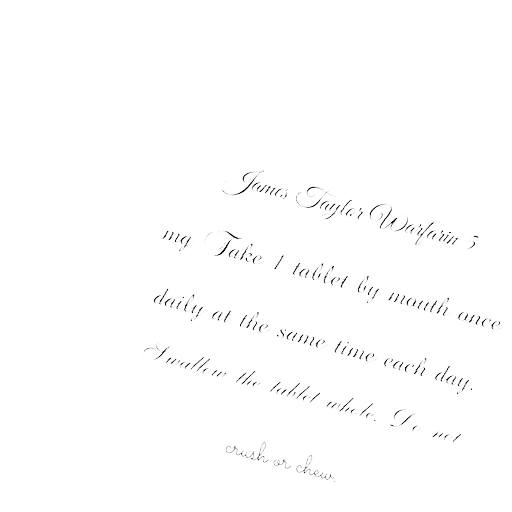 James Taylor Warfarin 5
mg Take 1 tablet by mouth once
daily at the same time each day.
Swallow the tablet whole. Do not
crush or chew.